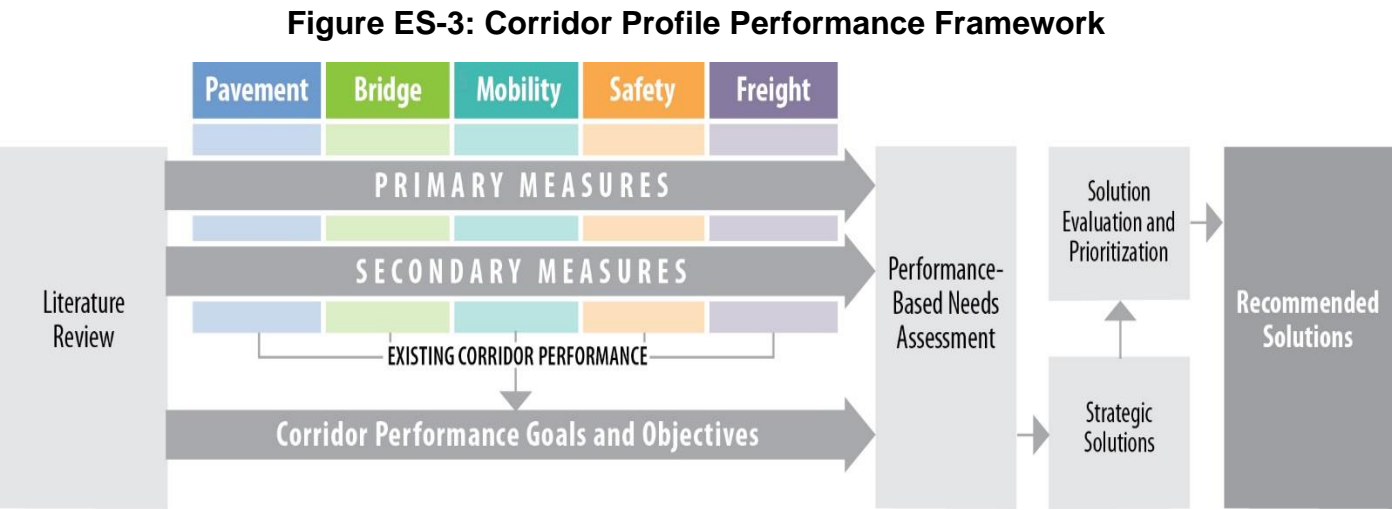 Figure ES-3: Corridor Profile Performance Framework
Pavement
Bridge
Mobility
Safety
Freight
PRIMARY MEASURES
SECONDARY MEASURES
Literature
Review
EXISTING CORRIDOR PERFORMANCE
Corridor Performance Goals and Objectives
Performance-
Based Needs
Assessment
Solution
Evaluation and
Prioritization
Strategic
Solutions
Recommended
Solutions